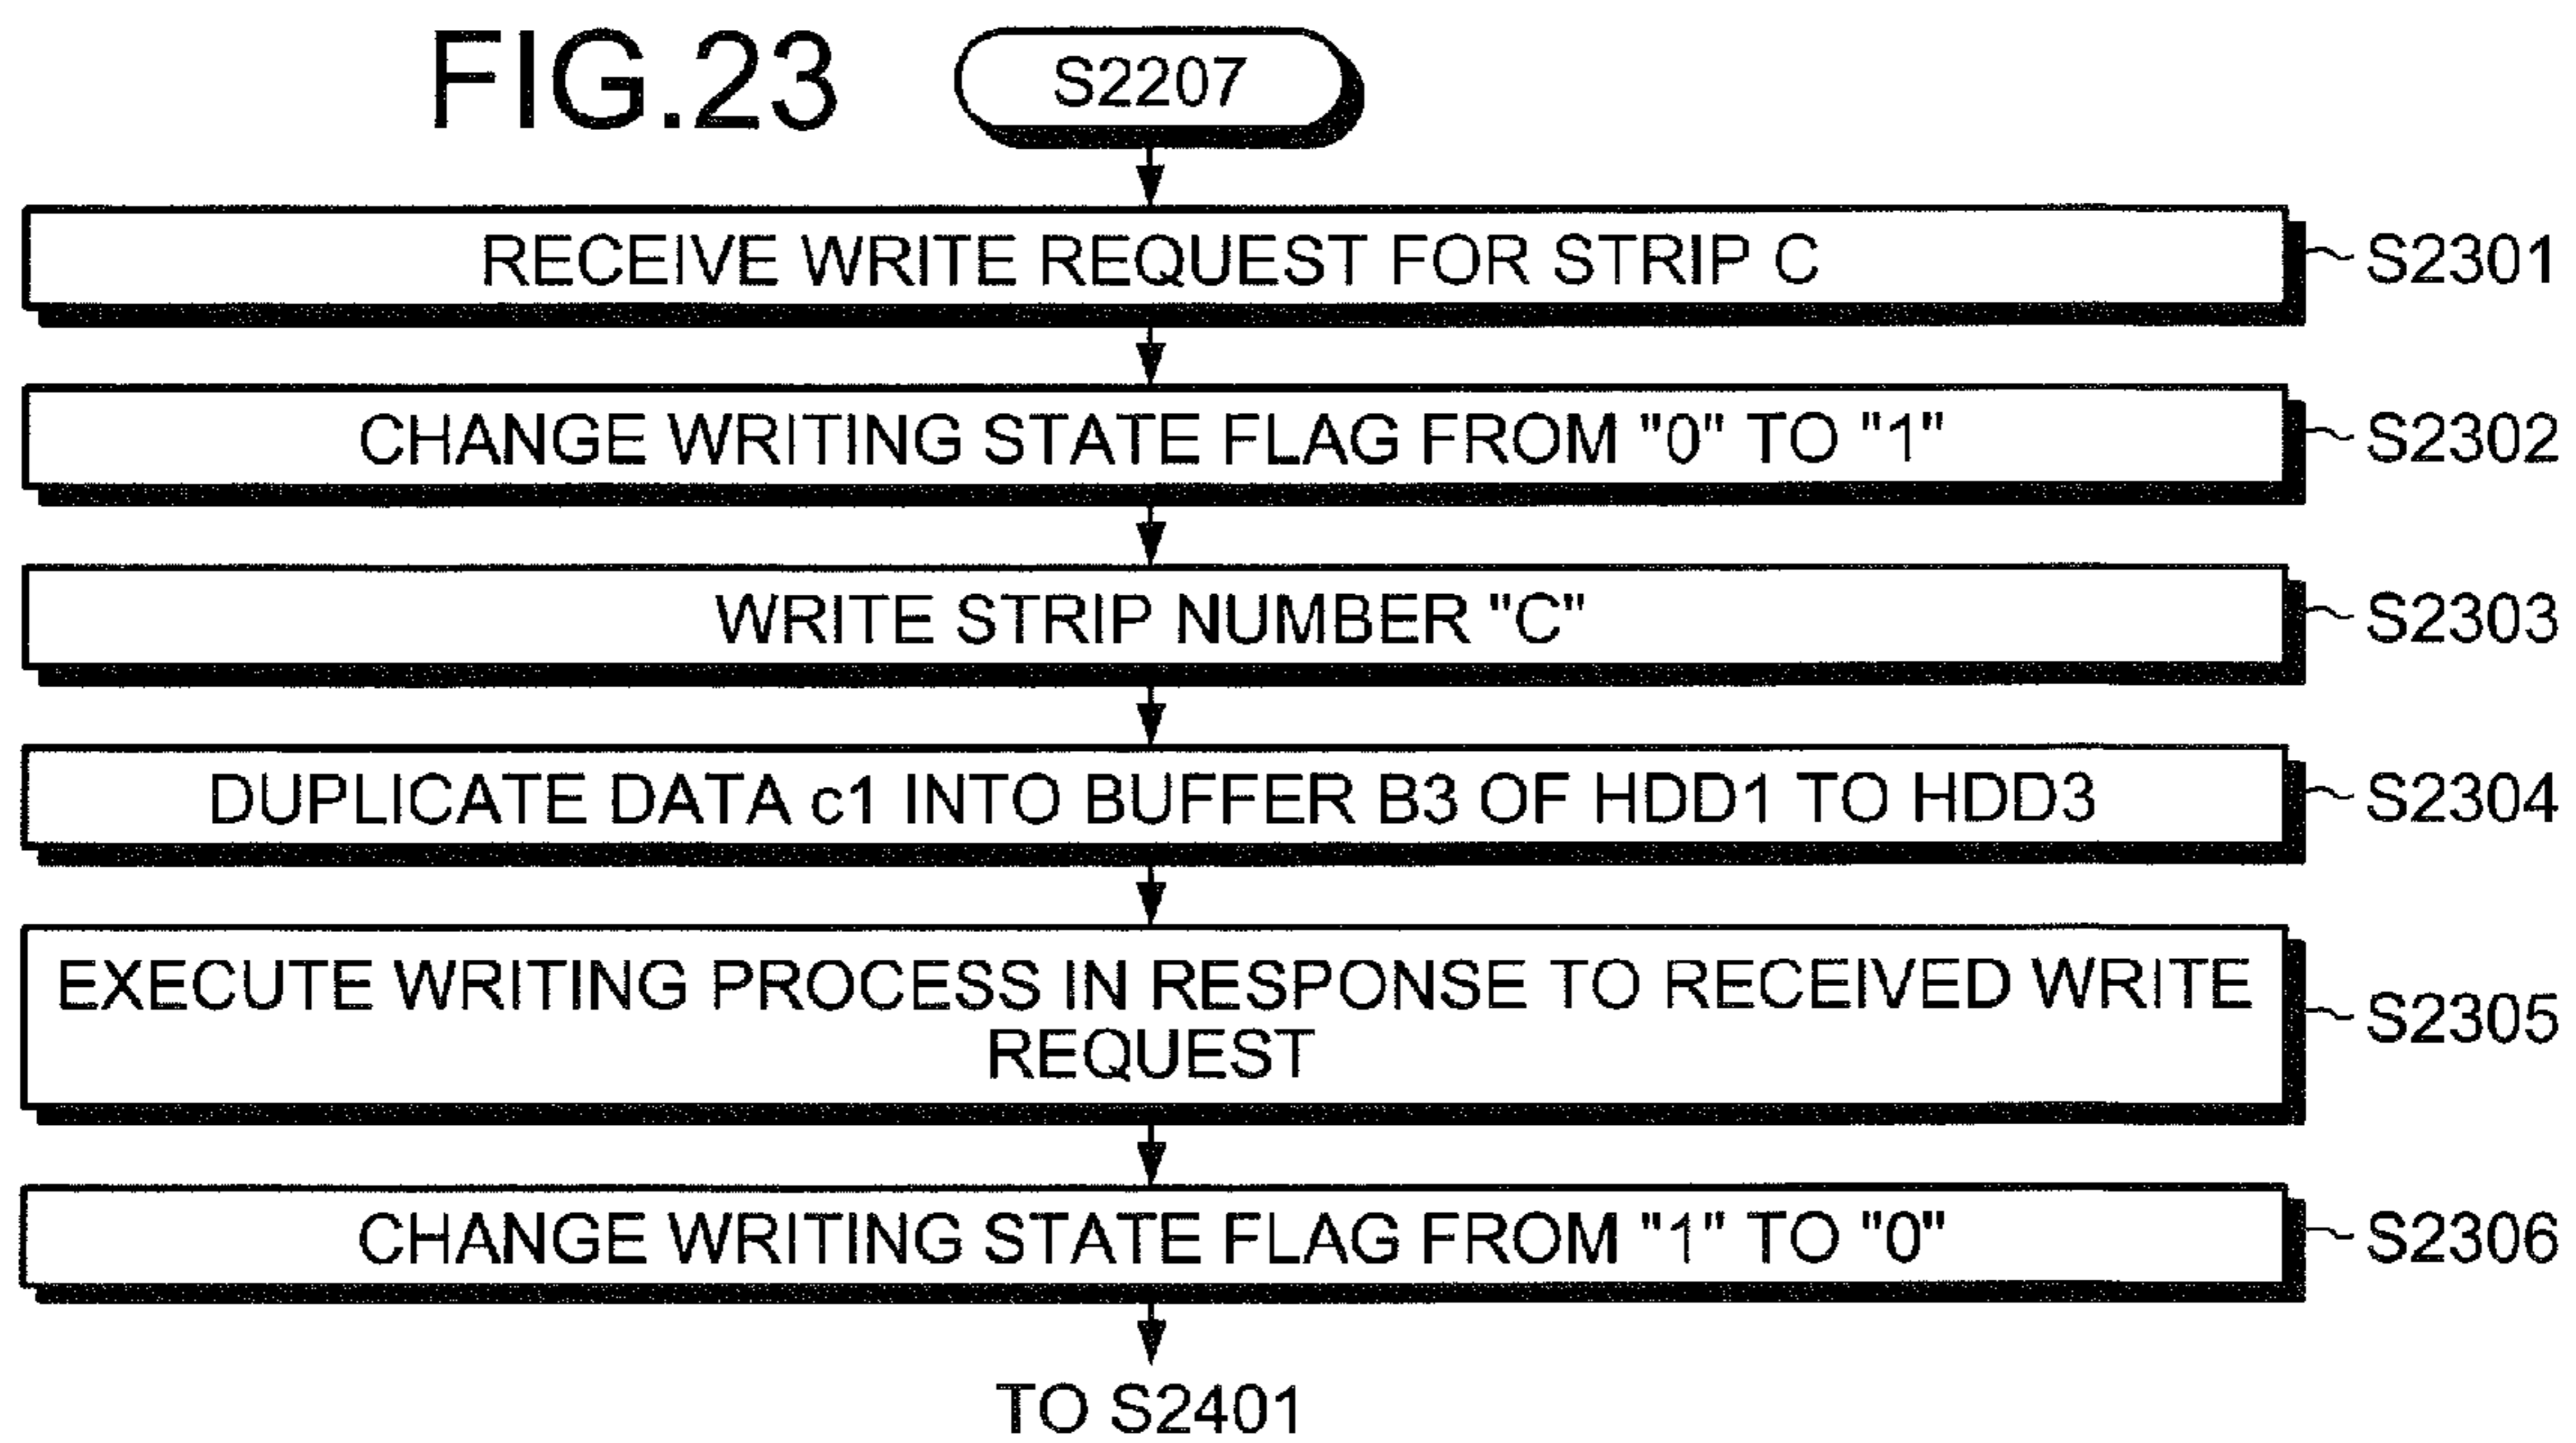 FIG.23
S2207
RECEIVE WRITE REQUEST FOR STRIP C
S2301
CHANGE WRITING STATE FLAG FROM "0" TO "1"
S2302
WRITE STRIP NUMBER "C"
S2303
DUPLICATE DATA c1 INTO BUFFER B3 OF HDD1 TO HDD3
S2304
EXECUTE WRITING PROCESS IN RESPONSE TO RECEIVED WRITE
REQUEST
S2305
CHANGE WRITING STATE FLAG FROM "1" TO "0"
S2306
TO S2401